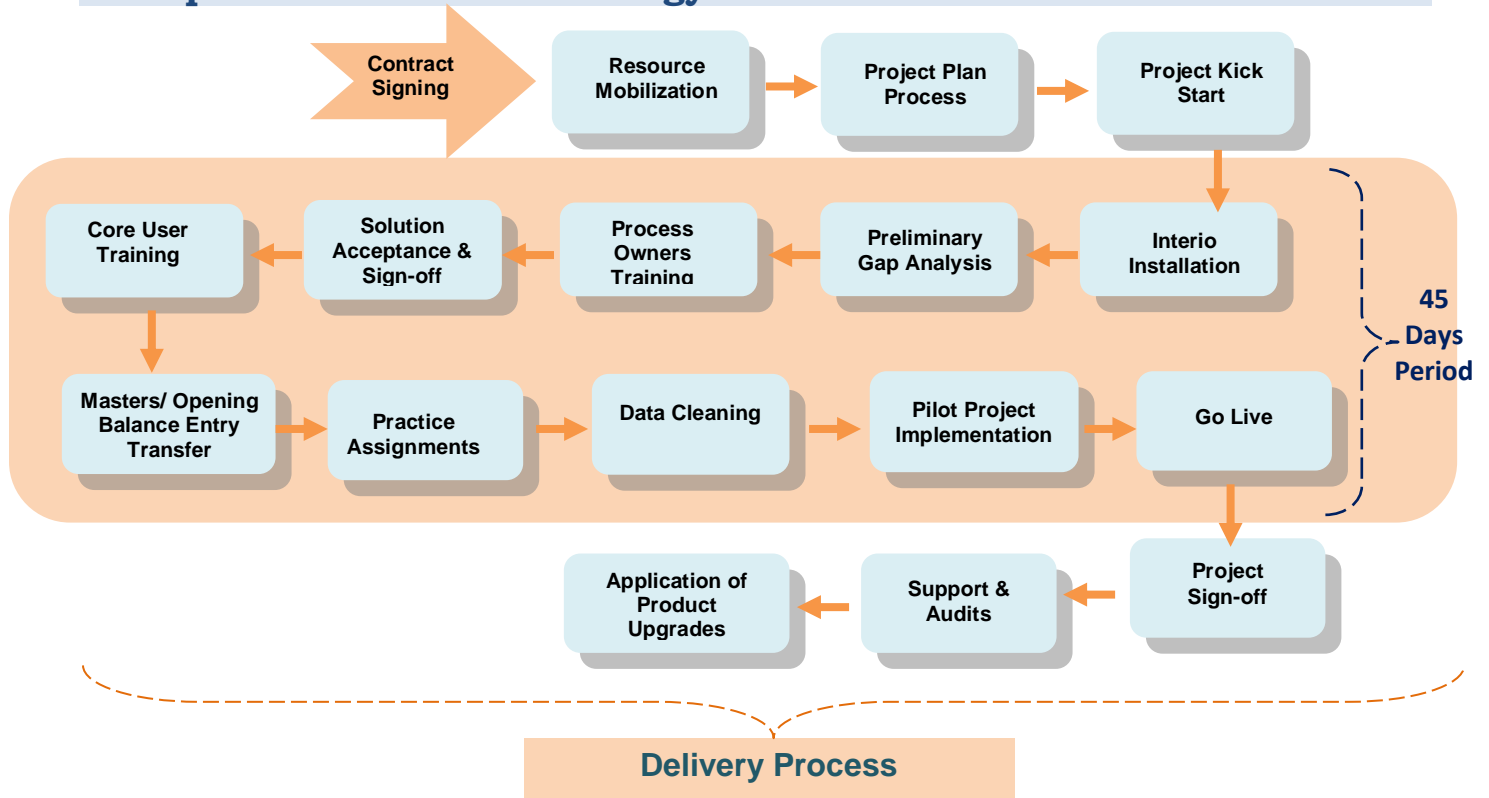 Contract
Signing
Resource
Mobilization
Project Plan
Process
Project Kick
Start
Interio
Installation
Preliminary
Gap Analysis
Process
Owners
Training
Solution
Acceptance &
Sign-off
Core User
Training
45
Days
Period
Masters/ Opening
Balance Entry
Transfer
Practice
Assignments
Data Cleaning
Pilot Project
Implementation
Go Live
Project
Sign-off
Support &
Audits
Application of
Product
Upgrades
Delivery Process